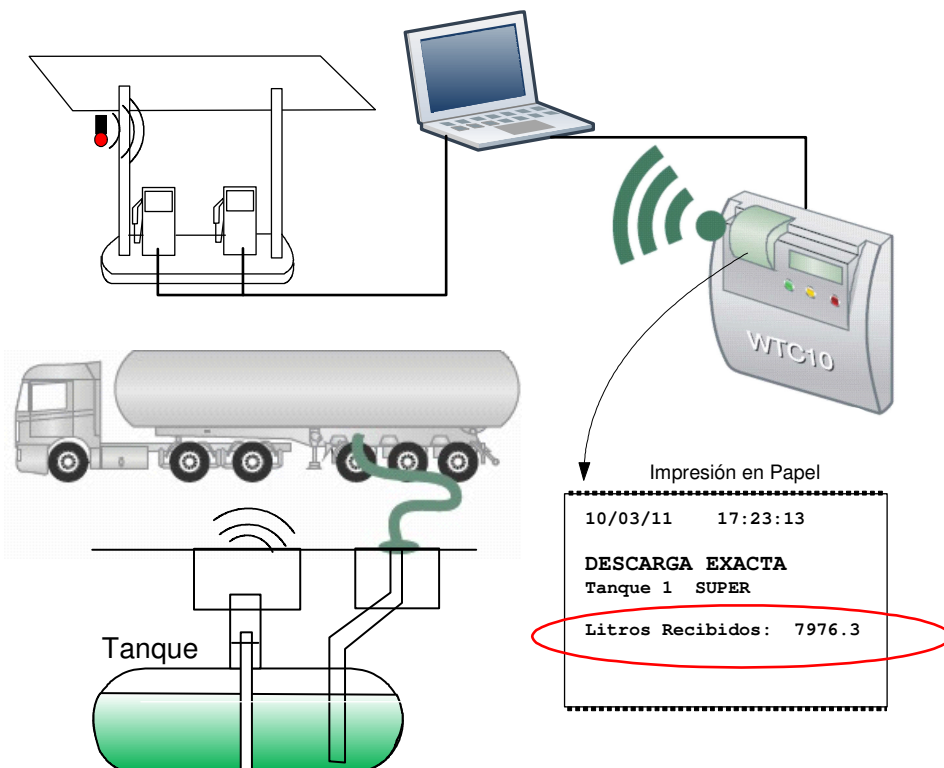 WTC10
Impresión en Papel
10/03/11 17:23:13
DESCARGA EXACTA
Tanque 1 SUPER
Litros Recibidos: 7976.3
Tanque